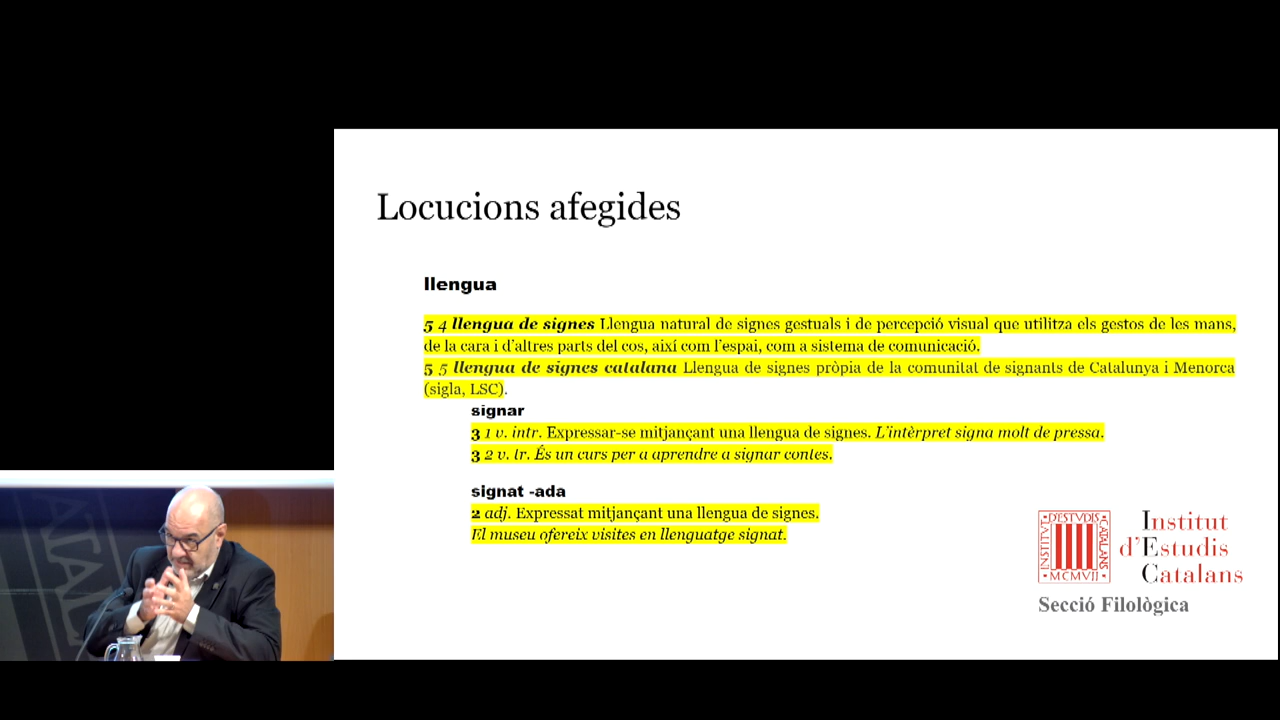 Locucions afegides
llengua
5 4 llengua de signes Llengua natural de signes gestuals i de percepció visual que utilitza els gestos de les mans,
de la cara i d'altres parts del cos, així com l'espai, com a sistema de comunicació.
5 5 llengua de signes catalana Llengua de signes pròpia de la comunitat de signants de Catalunya i Menorca
(sigla, LSC).
signar
3 1 v. intr. Expressar-se mitjançant una llengua de signes. L'intèrpret signa molt de pressa.
3 2 v. tr. És un curs per a aprendre a signar contes.
signat -ada
2 adj. Expressat mitjançant una llengua de signes.
El museu ofereix visites en llenguatge signat.
INSTITVT
D'ESTVDIS
CATALANS
MCMVII
Institut
d'Estudis
Catalans
Secció Filològica